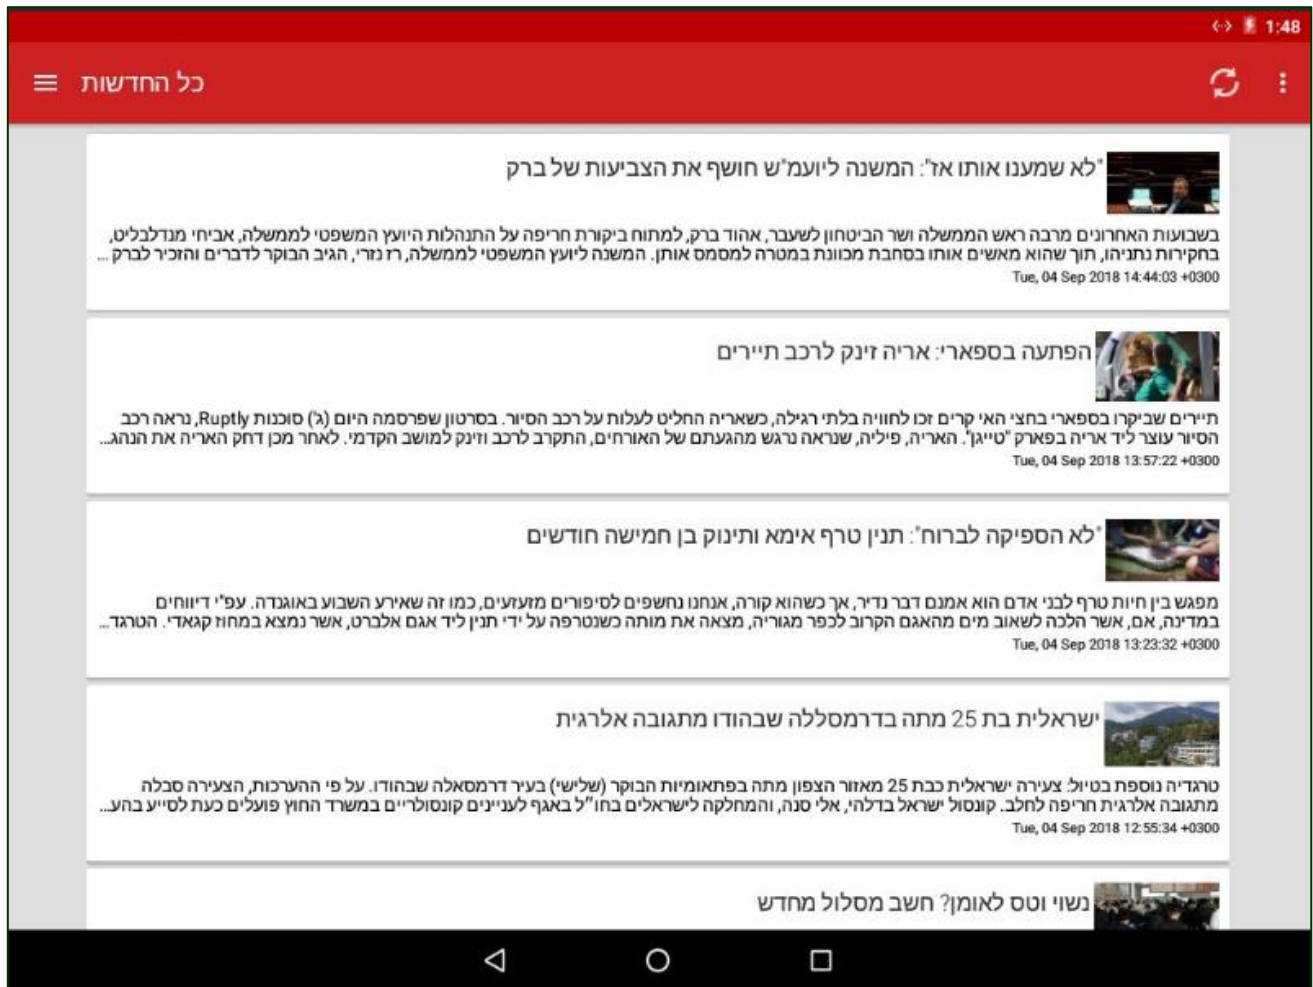 1:48
כל החדשות
"לא שמענו אותו אז": המשנה ליועמ"ש חושף את הצביעות של ברק
בשבועות האחרונים מרבה ראש הממשלה ושר הביטחון לשעבר, אהוד ברק, למתוח ביקורת חריפה על התנהלות היועץ המשפטי לממשלה, אביחי מנדלבליט,
בחקירות נתניהו, תוך שהוא מאשים אותו בסחבת מכוונת במטרה למסמס אותן. המשנה ליועץ המשפטי לממשלה, רז נזרי, הגיב הבוקר לדברים והזכיר לברק ...
Tue, 04 Sep 2018 14:44:03 +0300
הפתעה בספארי: אריה זינק לרכב תיירים
תיירים שביקרו בספארי בחצי האי קרים זכו לחוויה בלתי רגילה, כשאריה החליט לעלות על רכב הסיור. בסרטון שפרסמה היום (ג') סוכנות Ruptly, נראה רכב
הסיור עוצר ליד אריה בפארק "טייגן". האריה, פיליה, שנראה נרגש מהגעתם של האורחים, התקרב לרכב וזינק למושב הקדמי. לאחר מכן דחק האריה את הנהג...
Tue, 04 Sep 2018 13:57:22 +0300
"לא הספיקה לברוח": תנין טרף אימא ותינוק בן חמישה חודשים
מפגש בין חיות טרף לבני אדם הוא אמנם דבר נדיר, אך כשהוא קורה, אנחנו נחשפים לסיפורים מזעזעים, כמו זה שאירע השבוע באוגנדה. עפ"י דיווחים
במדינה, אם, אשר הלכה לשאוב מים מהאגם הקרוב לכפר מגוריה, מצאה את מותה כשנטרפה על ידי תנין ליד אגם אלברט, אשר נמצא במחוז קגאדי. הטרגד...
Tue, 04 Sep 2018 13:23:32 +0300
ישראלית בת 25 מתה בדרמסללה שבהודו מתגובה אלרגית
טרגדיה נוספת בטיול: צעירה ישראלית כבת 25 מאזור הצפון מתה בפתאומיות הבוקר (שלישי) בעיר דרמסאלה שבהודו. על פי ההערכות, הצעירה סבלה
מתגובה אלרגית חריפה לחלב. קונסול ישראל בדלהי, אלי סנה, והמחלקה לישראלים בחו"ל באגף לעניינים קונסולריים במשרד החוץ פועלים כעת לסייע בהע...
Tue, 04 Sep 2018 12:55:34 +0300
נשוי וטס לאומן? חשב מסלול מחדש